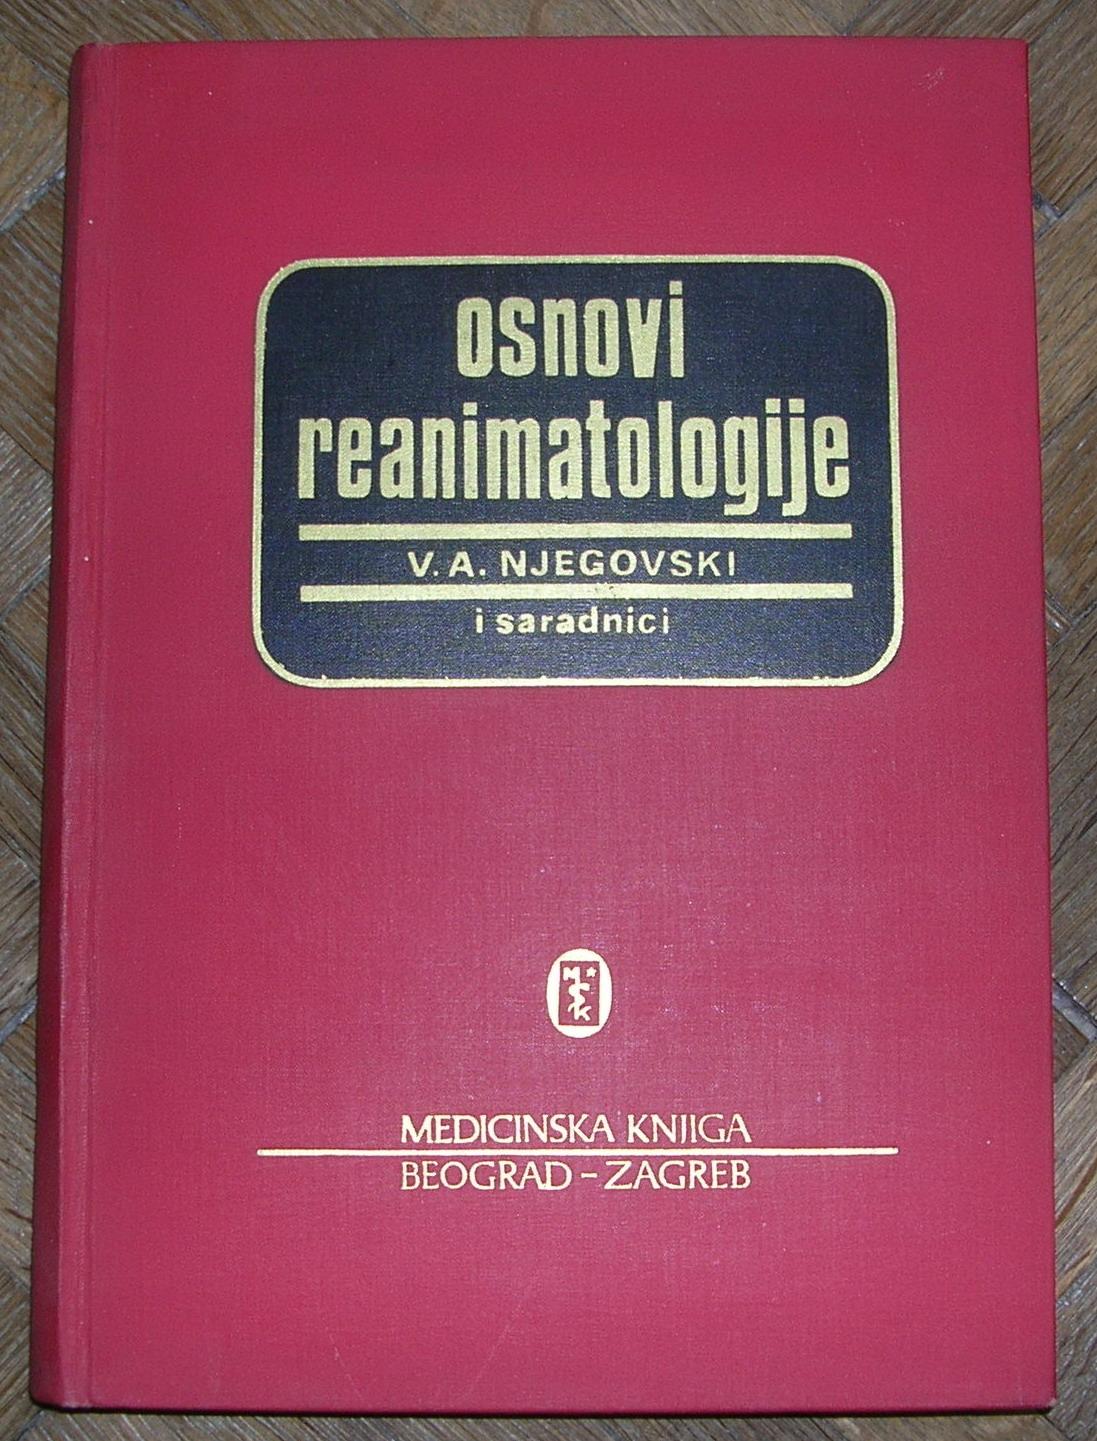 osnovi
reanimatologije
V. A. NJEGOVSKI
i saradnici
M
K
MEDICINSKA KNJIGA
BEOGRAD - ZAGREB